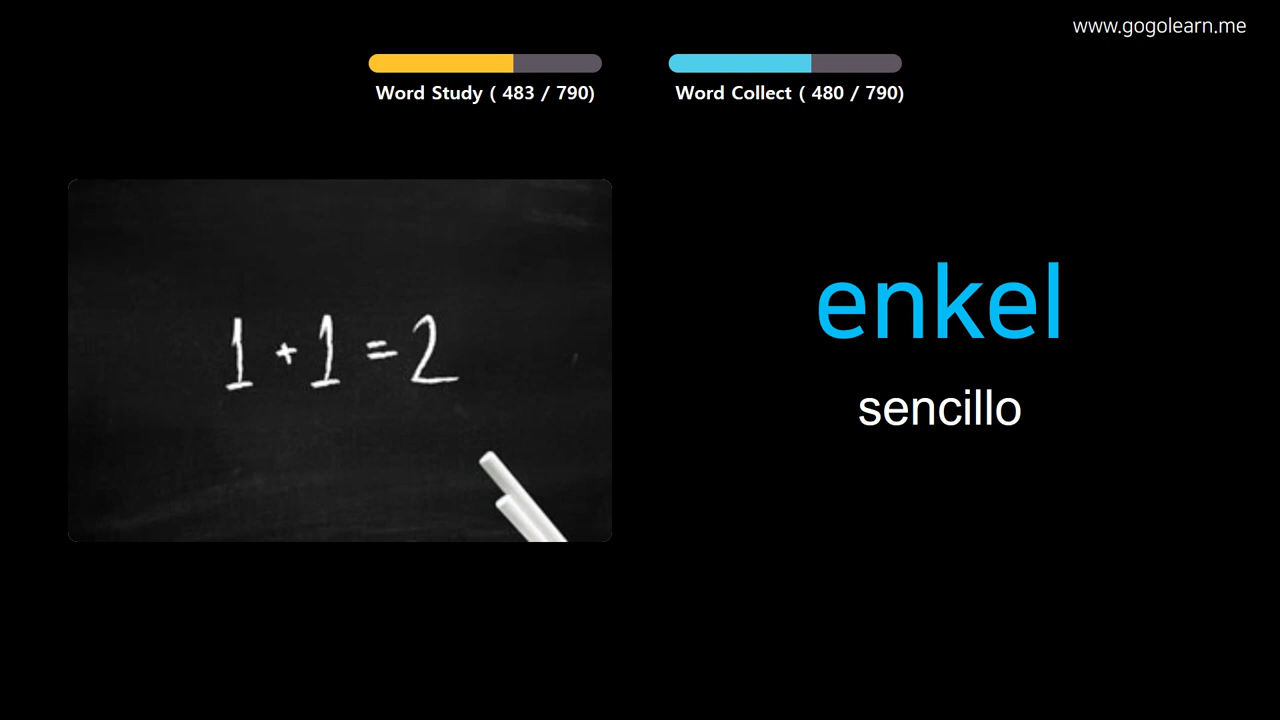 www.gogolearn.me
Word Study ( 483 / 790)
Word Collect ( 480 / 790)
1 + 1 = 2
enkel
sencillo